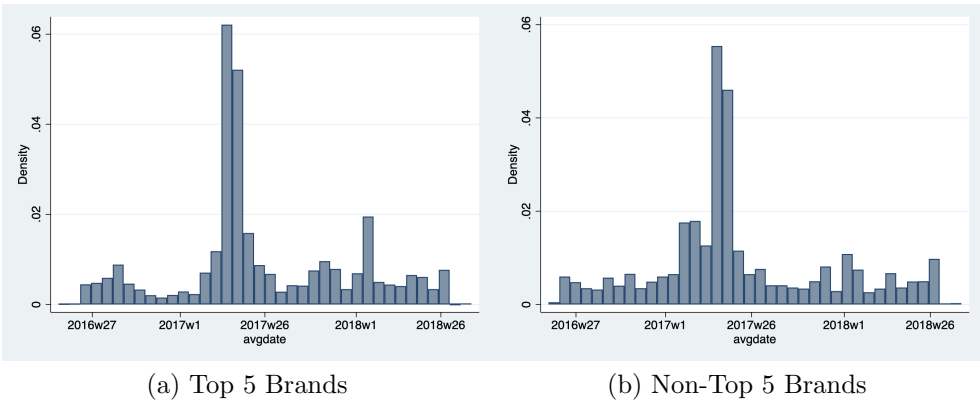 Density
.06
.04
.02
0
2016w27 2017w1 2017w26 2018w1 2018w26
avgdate
(a) Top 5 Brands
Density
.06
.04
.02
0
2016w27 2017w1 2017w26 2018w1 2018w26
avgdate
(b) Non-Top 5 Brands